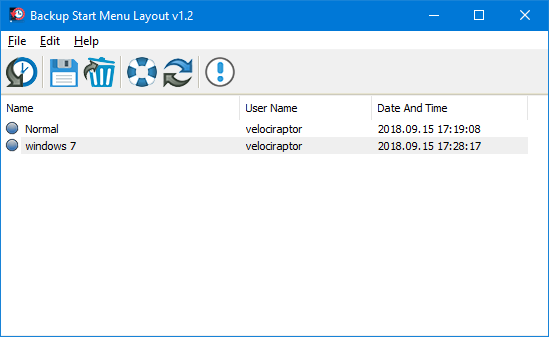 Backup Start Menu Layout v1.2
File Edit Help
Name User Name Date And Time
Normal velociraptor 2018.09.15 17:19:08
windows 7 velociraptor 2018.09.15 17:28:17